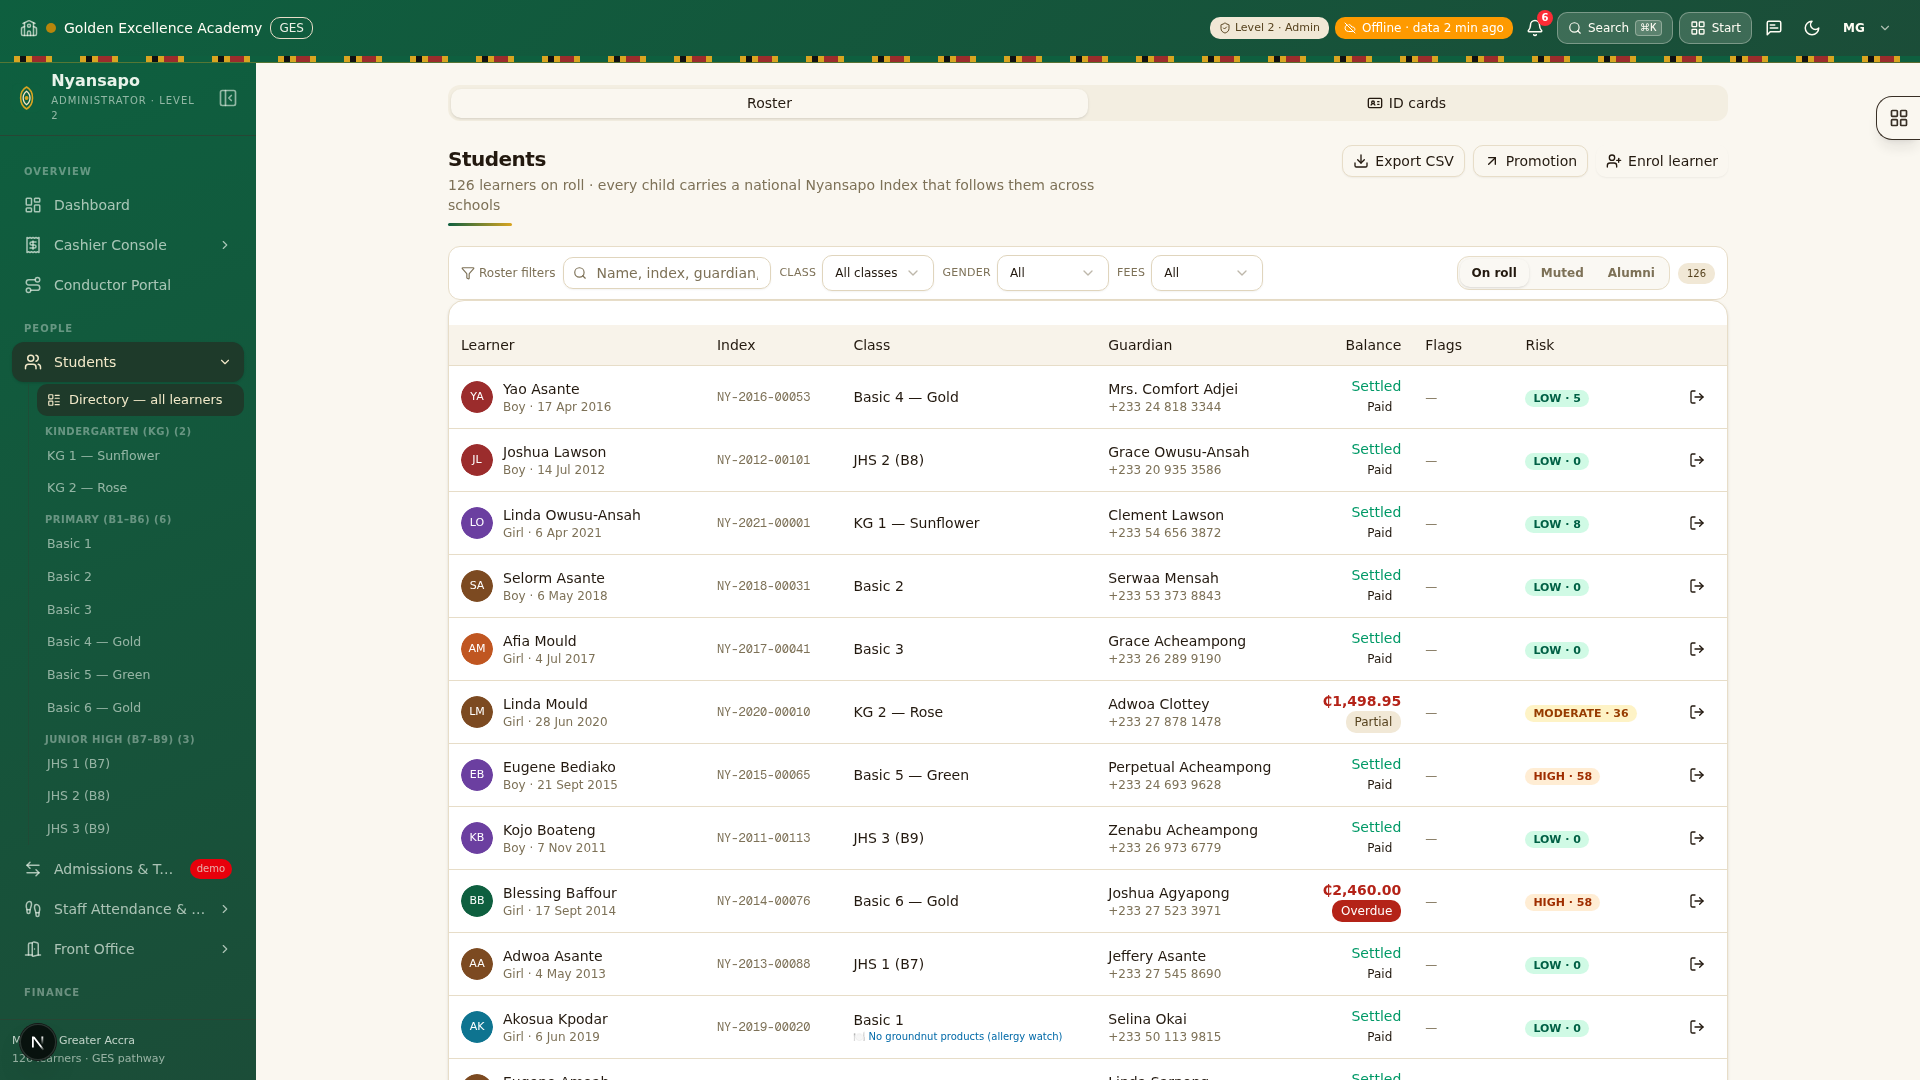 Golden Excellence Academy GES
Level 2 · Admin
Offline · data 2 min ago
6
Search ⌘K
Start
MG
Nyansapo
ADMINISTRATOR · LEVEL
2
OVERVIEW
Dashboard
Cashier Console
Conductor Portal
PEOPLE
Students
Directory — all learners
KINDERGARTEN (KG) (2)
KG 1 — Sunflower
KG 2 — Rose
PRIMARY (B1–B6) (6)
Basic 1
Basic 2
Basic 3
Basic 4 — Gold
Basic 5 — Green
Basic 6 — Gold
JUNIOR HIGH (B7–B9) (3)
JHS 1 (B7)
JHS 2 (B8)
JHS 3 (B9)
Admissions & T... demo
Staff Attendance & ...
Front Office
FINANCE
N
Greater Accra
GES pathway
Roster
ID cards
Students
126 learners on roll · every child carries a national Nyansapo Index that follows them across
schools
Export CSV
Promotion
Enrol learner
Roster filters
Name, index, guardian,
CLASS All classes
GENDER All
FEES All
On roll Muted Alumni 126
Learner Index Class Guardian Balance Flags Risk
YA Yao Asante NY-2016-00053 Basic 4 — Gold Mrs. Comfort Adjei Settled — LOW · 5
Boy · 17 Apr 2016 +233 24 818 3344 Paid
JL Joshua Lawson NY-2012-00101 JHS 2 (B8) Grace Owusu-Ansah Settled — LOW · 0
Boy · 14 Jul 2012 +233 20 935 3586 Paid
LO Linda Owusu-Ansah NY-2021-00001 KG 1 — Sunflower Clement Lawson Settled — LOW · 8
Girl · 6 Apr 2021 +233 54 656 3872 Paid
SA Selorm Asante NY-2018-00031 Basic 2 Serwaa Mensah Settled — LOW · 0
Boy · 6 May 2018 +233 53 373 8843 Paid
AM Afia Mould NY-2017-00041 Basic 3 Grace Acheampong Settled — LOW · 0
Girl · 4 Jul 2017 +233 26 289 9190 Paid
LM Linda Mould NY-2020-00010 KG 2 — Rose Adwoa Clottey ₵1,498.95 — MODERATE · 36
Girl · 28 Jun 2020 +233 27 878 1478 Partial
EB Eugene Bediako NY-2015-00065 Basic 5 — Green Perpetual Acheampong Settled — HIGH · 58
Boy · 21 Sept 2015 +233 24 693 9628 Paid
KB Kojo Boateng NY-2011-00113 JHS 3 (B9) Zenabu Acheampong Settled — LOW · 0
Boy · 7 Nov 2011 +233 26 973 6779 Paid
BB Blessing Baffour NY-2014-00076 Basic 6 — Gold Joshua Agyapong ₵2,460.00 — HIGH · 58
Girl · 17 Sept 2014 +233 27 523 3971 Overdue
AA Adwoa Asante NY-2013-00088 JHS 1 (B7) Jeffery Asante Settled — LOW · 0
Girl · 4 May 2013 +233 27 545 8690 Paid
AK Akosua Kpodar NY-2019-00020 Basic 1 Selina Okai Settled — LOW · 0
Girl · 6 Jun 2019 No groundnut products (allergy watch) +233 50 113 9815 Paid